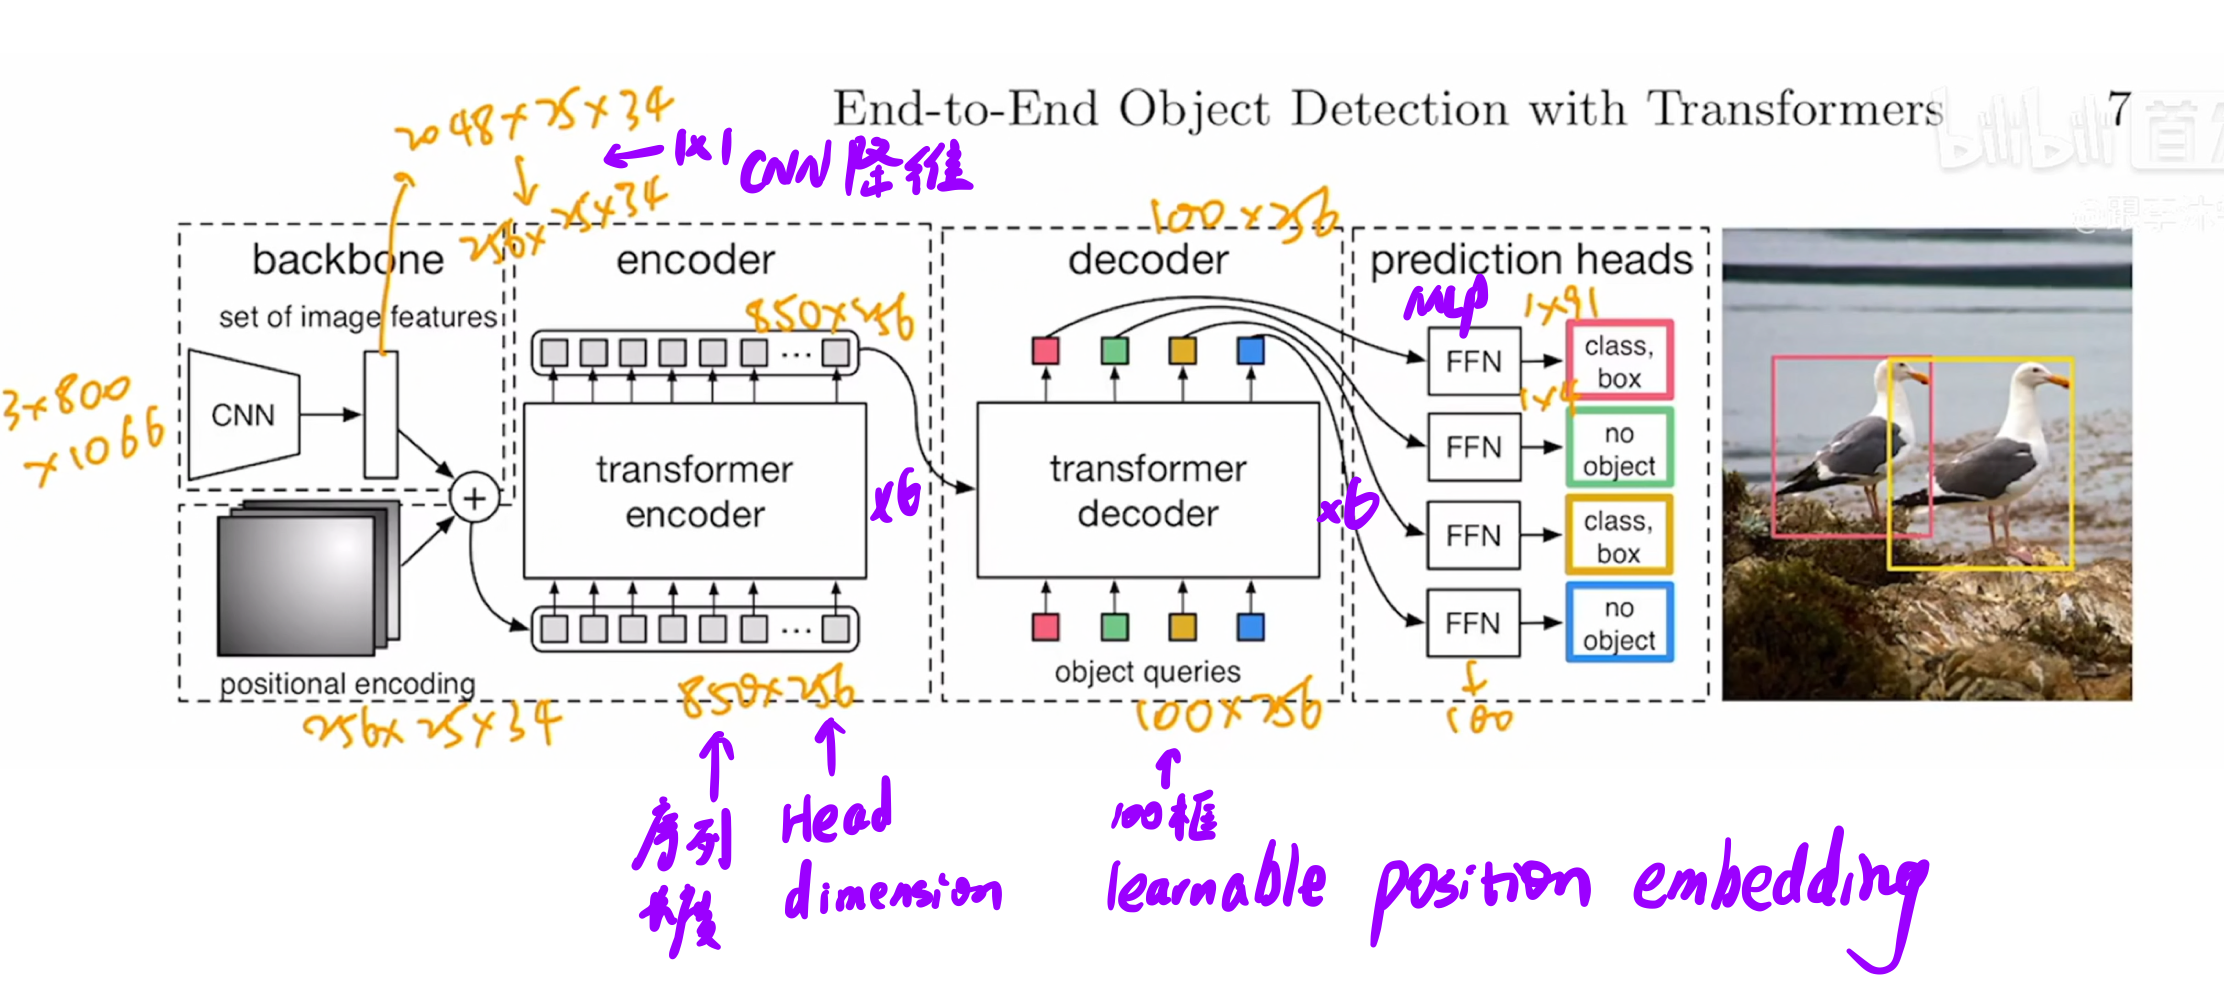 End-to-End Object Detection with Transformers 7
bilibili 首发
2048×25×34
← 1×1 CNN 降维
256×25×34
3×800
×1066
backbone
set of image features
CNN
+
positional encoding
256×25×34
encoder
850×256
transformer
encoder
×6
850×256
序列
长度
Head
dimension
100×256
decoder
transformer
decoder
×6
object queries
100×256
100框
learnable position embedding
prediction heads
MLP
1×91
FFN
class,
box
1×4
FFN
no
object
FFN
class,
box
FFN
no
object
100